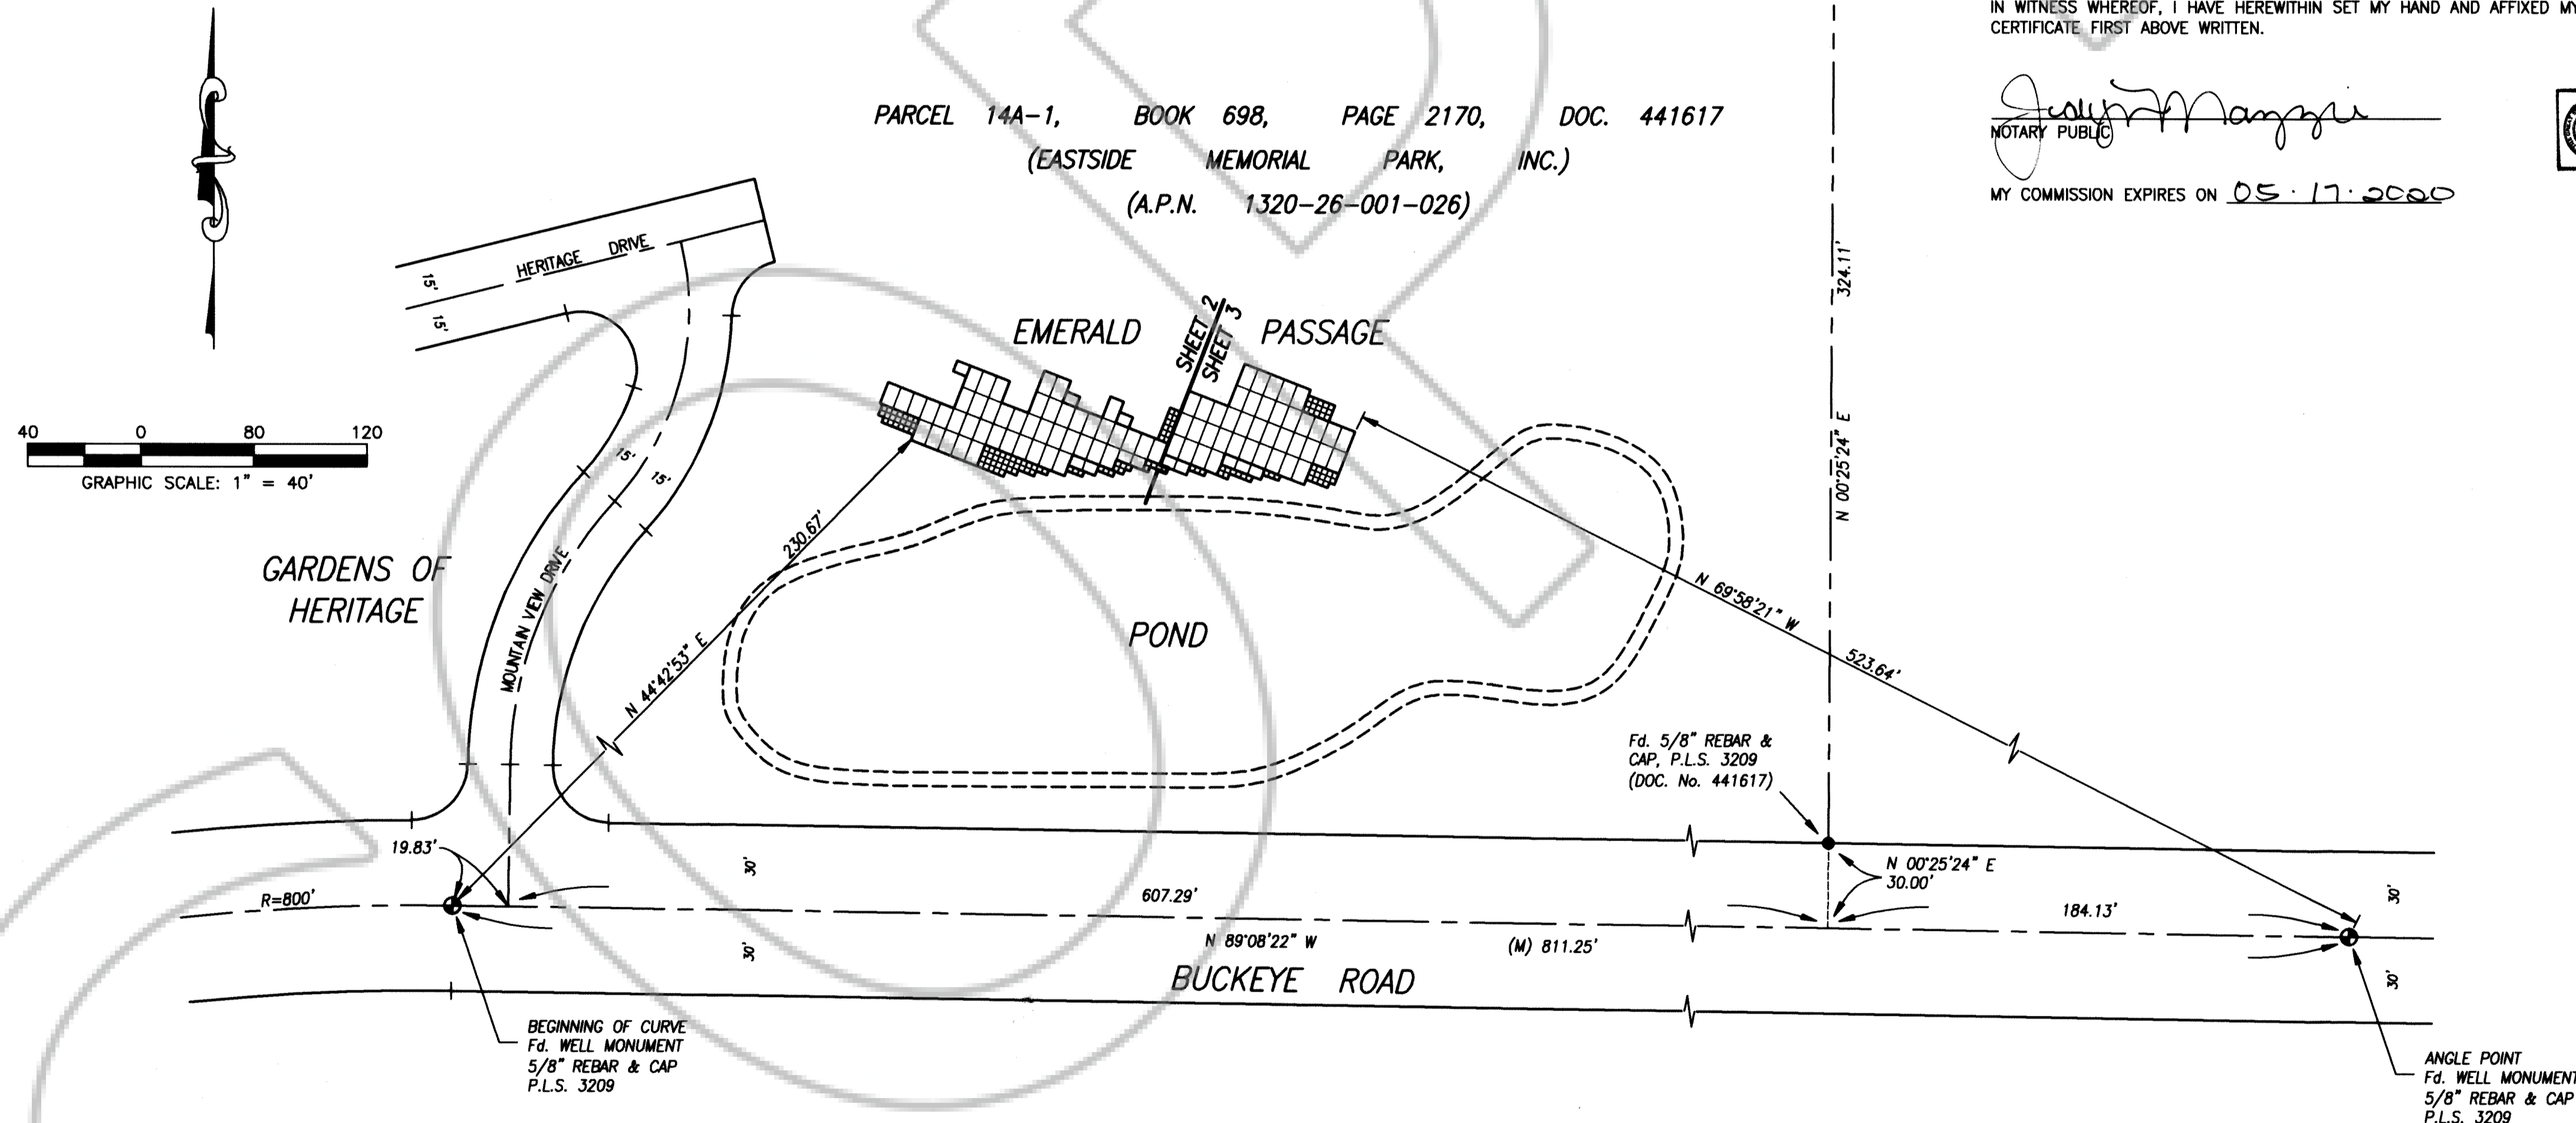 IN WITNESS WHEREOF, I HAVE HEREWITHIN SET MY HAND AND AFFIXED MY
CERTIFICATE FIRST ABOVE WRITTEN.
NOTARY PUBLIC
MY COMMISSION EXPIRES ON 05·17·2020
PARCEL 14A-1, BOOK 698, PAGE 2170, DOC. 441617
(EASTSIDE MEMORIAL PARK, INC.)
(A.P.N. 1320-26-001-026)
324.11'
N 00°25'24" E
15'
HERITAGE DRIVE
15'
EMERALD PASSAGE
SHEET 2
SHEET 3
40 0 80 120
GRAPHIC SCALE: 1" = 40'
15'
15'
230.67'
N 44°42'53" E
GARDENS OF
HERITAGE
MOUNTAIN VIEW DRIVE
POND
N 69°58'21" W
523.64'
Fd. 5/8" REBAR &
CAP, P.L.S. 3209
(DOC. No. 441617)
19.83'
30'
N 00°25'24" E
30.00'
R=800'
607.29'
184.13'
30'
30'
N 89°08'22" W
(M) 811.25'
30'
BUCKEYE ROAD
BEGINNING OF CURVE
Fd. WELL MONUMENT
5/8" REBAR & CAP
P.L.S. 3209
ANGLE POINT
Fd. WELL MONUMENT
5/8" REBAR & CAP
P.L.S. 3209